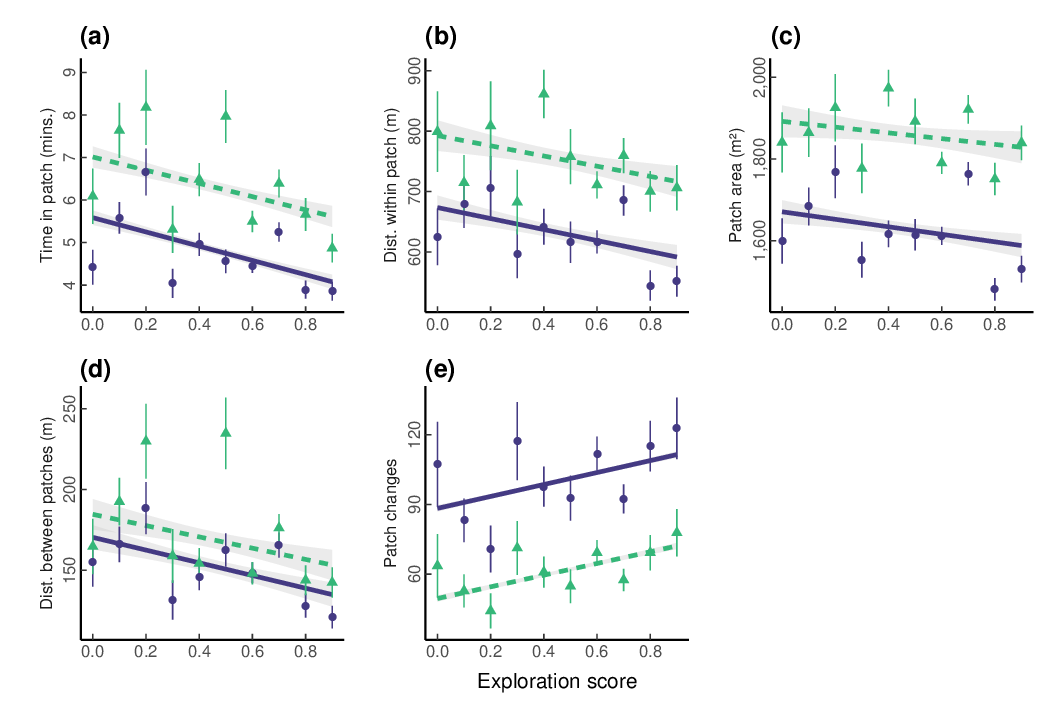 (a)
Time in patch (mins.)
9
8
7
6
5
4
0.0 0.2 0.4 0.6 0.8
(b)
Dist. within patch (m)
900
800
700
600
0.0 0.2 0.4 0.6 0.8
(c)
Patch area (m²)
2,000
1,800
1,600
0.0 0.2 0.4 0.6 0.8
(d)
Dist. between patches (m)
250
200
150
0.0 0.2 0.4 0.6 0.8
(e)
Patch changes
120
90
60
0.0 0.2 0.4 0.6 0.8
Exploration score